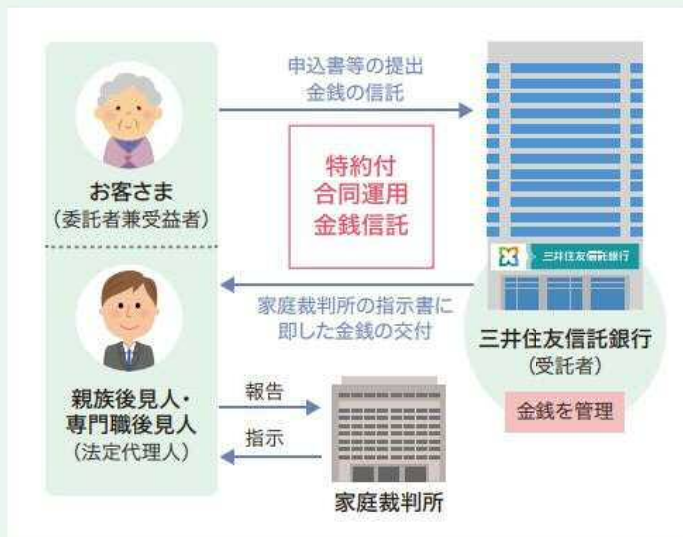 申込書等の提出
金銭の信託
お客さま
（委託者兼受益者）
特約付
合同運用
金銭信託
三井住友信託銀行
家庭裁判所の指示書に
即した金銭の交付
三井住友信託銀行
（受託者）
金銭を管理
親族後見人・
専門職後見人
（法定代理人）
報告
指示
家庭裁判所